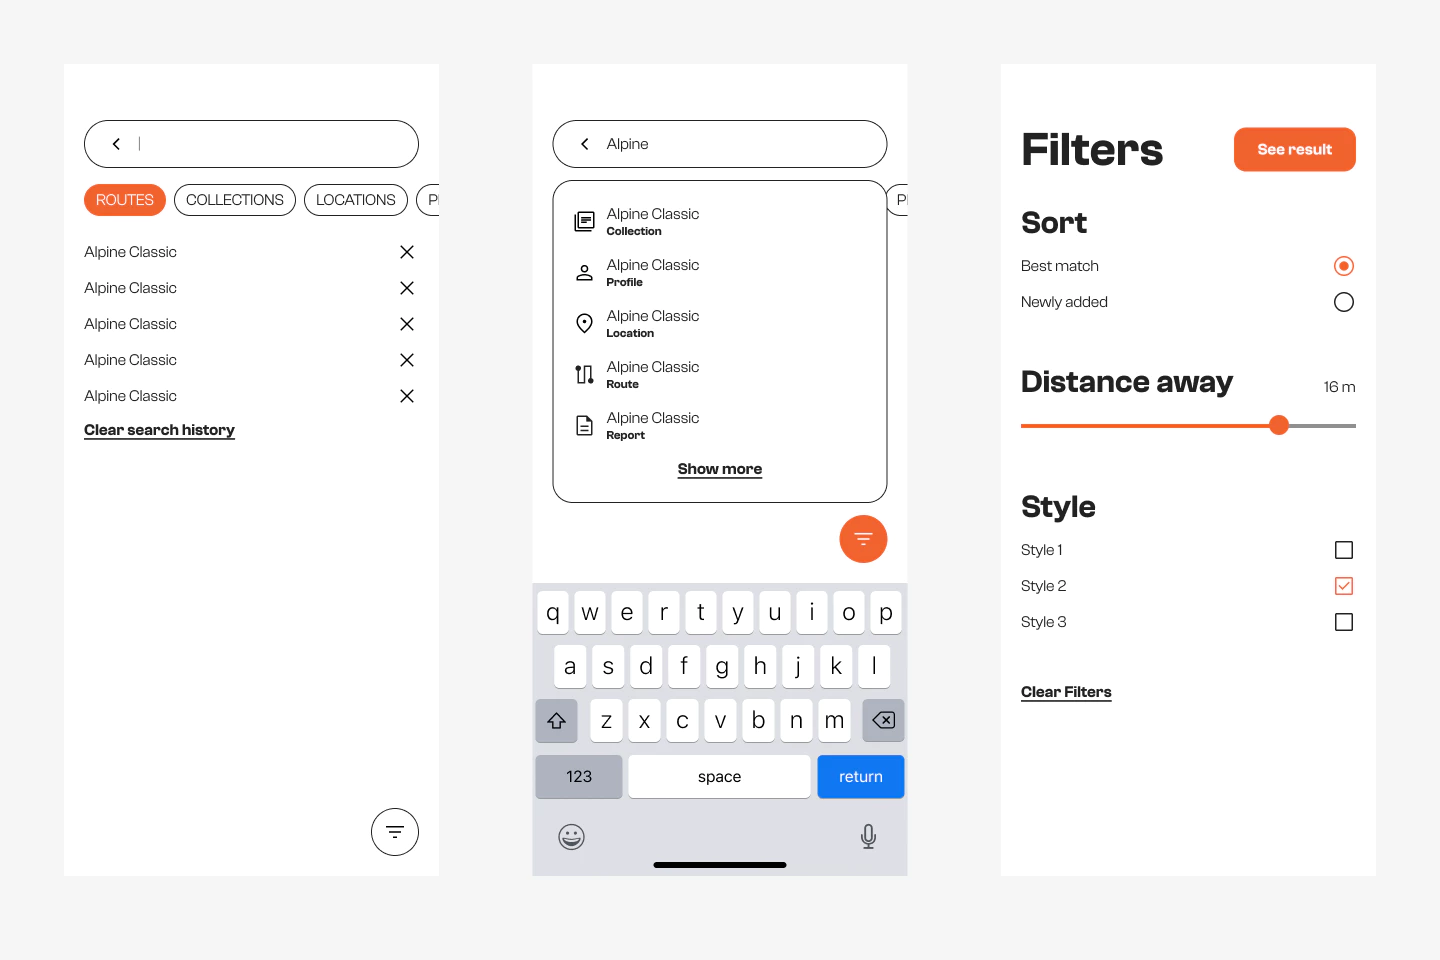 ROUTES COLLECTIONS LOCATIONS
Alpine Classic
Alpine Classic
Alpine Classic
Alpine Classic
Alpine Classic
Clear search history
Alpine
Alpine Classic
Collection
Alpine Classic
Profile
Alpine Classic
Location
Alpine Classic
Route
Alpine Classic
Report
Show more
q w e r t y u i o p
a s d f g h j k l
z x c v b n m
123 space return
Filters
See result
Sort
Best match
Newly added
Distance away
16 m
Style
Style 1
Style 2
Style 3
Clear Filters